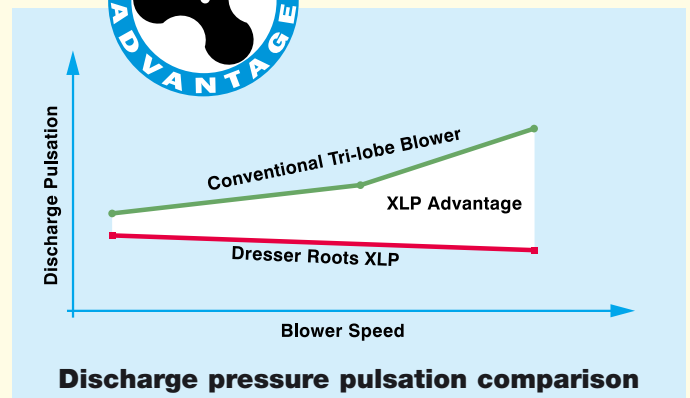 ADVANTAGE
Discharge Pulsation
Conventional Tri-lobe Blower
XLP Advantage
Dresser Roots XLP
Blower Speed
Discharge pressure pulsation comparison